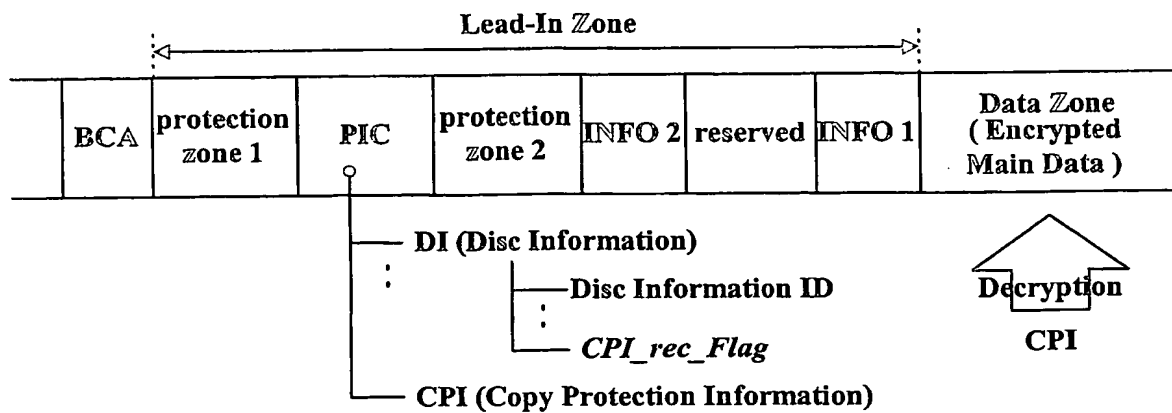 Lead-In Zone
BCA
protection
zone 1
PIC
protection
zone 2
INFO 2
reserved
INFO 1
Data Zone
( Encrypted
Main Data )
DI (Disc Information)
Disc Information ID
CPI_rec_Flag
CPI (Copy Protection Information)
Decryption
CPI